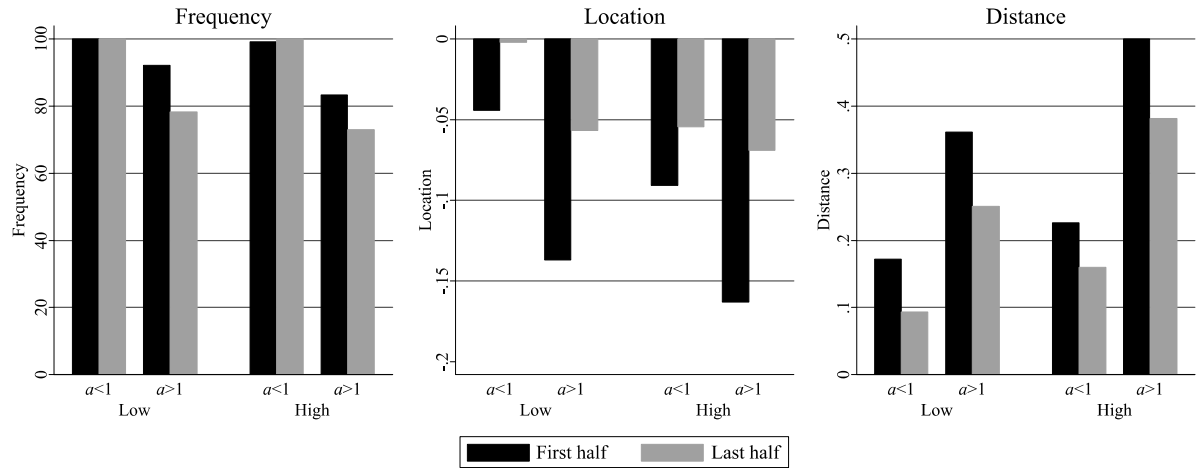 Frequency
Frequency
0
20
40
60
80
100
a<1 a>1 a<1 a>1
Low High
Location
Location
-.2
-.15
-.1
-.05
0
a<1 a>1 a<1 a>1
Low High
Distance
Distance
0
.1
.2
.3
.4
.5
a<1 a>1 a<1 a>1
Low High
First half Last half